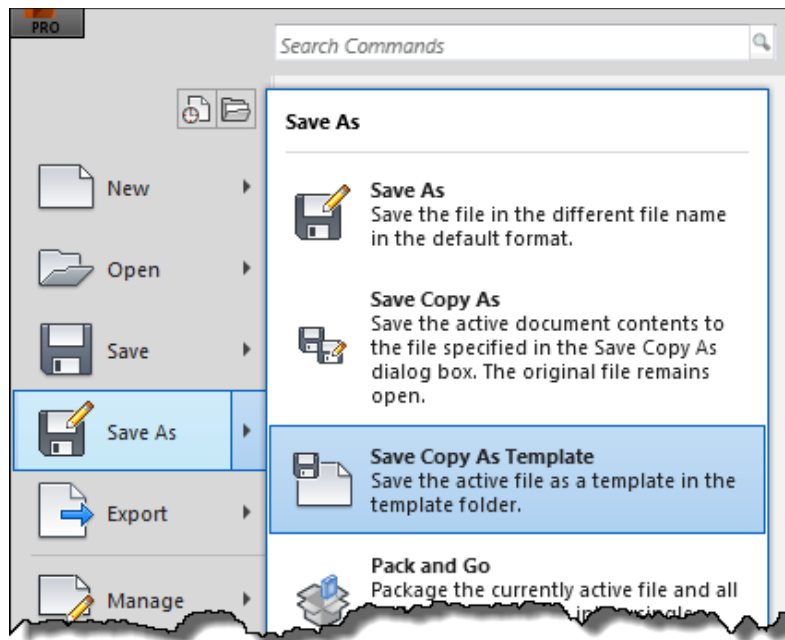 PRO
Search Commands
Save As
New
Open
Save
Save As
Export
Manage
Save As
Save the file in the different file name
in the default format.
Save Copy As
Save the active document contents to
the file specified in the Save Copy As
dialog box. The original file remains
open.
Save Copy As Template
Save the active file as a template in the
template folder.
Pack and Go
Package the currently active file and all